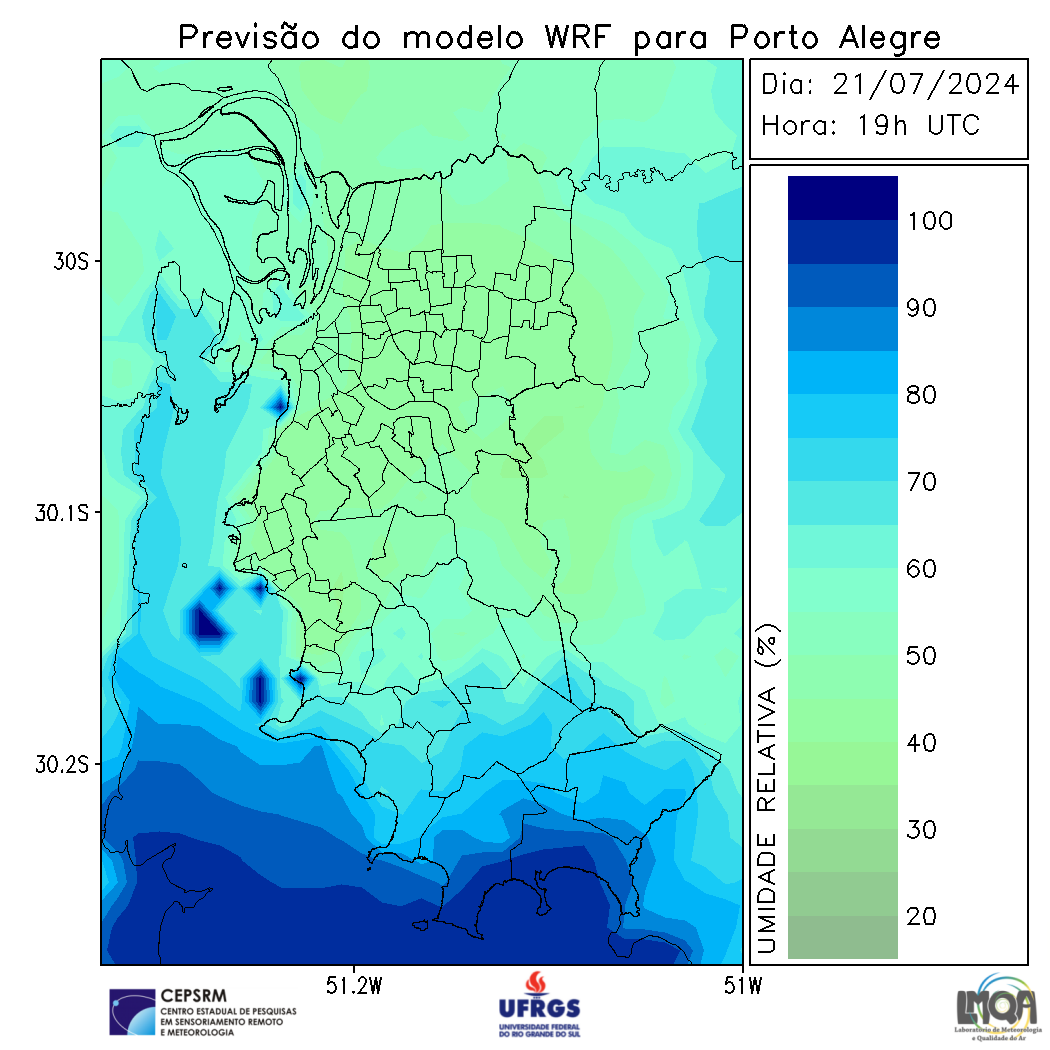 Previsão do modelo WRF para Porto Alegre
Dia: 21/07/2024
Hora: 19h UTC
100
90
80
70
60
50
40
30
20
UMIDADE RELATIVA (%)
30S
30.1S
30.2S
51.2W
51W
CEPSRM
CENTRO ESTADUAL DE PESQUISAS
EM SENSORIAMENTO REMOTO
E METEOROLOGIA
UFRGS
UNIVERSIDADE FEDERAL
DO RIO GRANDE DO SUL
LMQA
Laboratório de Meteorologia
e Qualidade do Ar